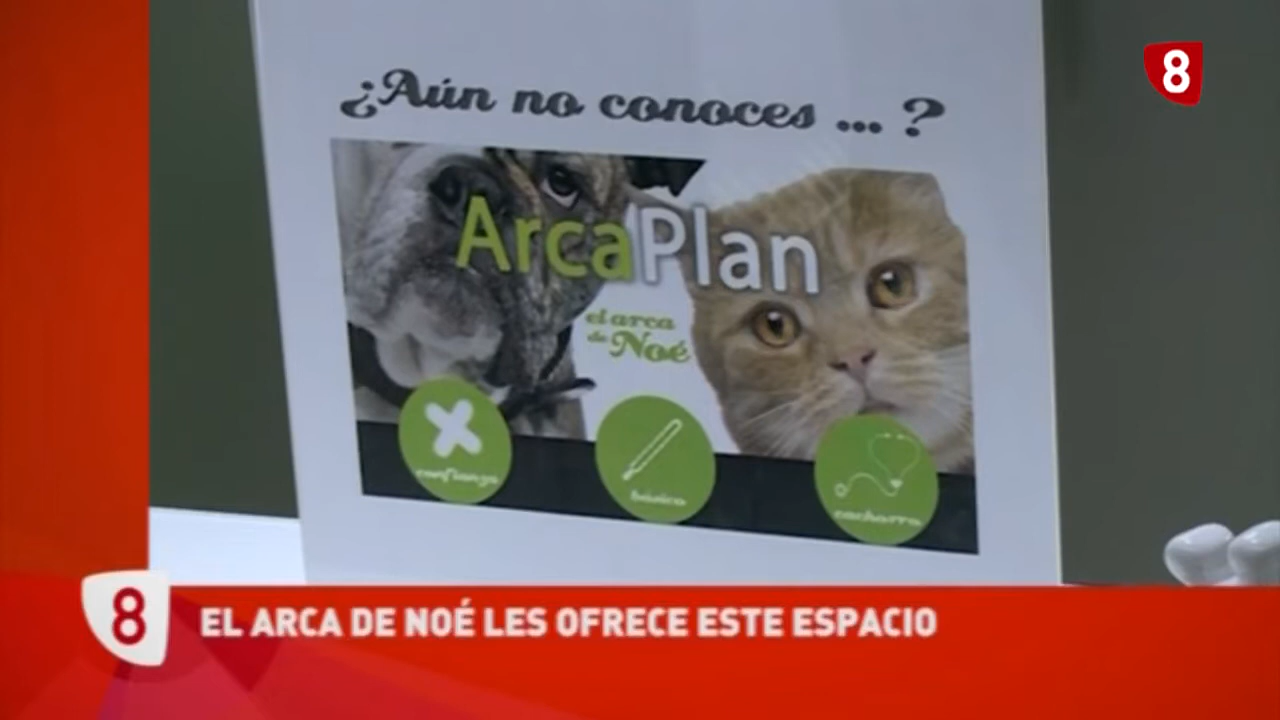 8
¿Aún no conoces ... ?
ArcaPlan
el arca
de Noé
confianza
básico
cachorro
8 EL ARCA DE NOÉ LES OFRECE ESTE ESPACIO